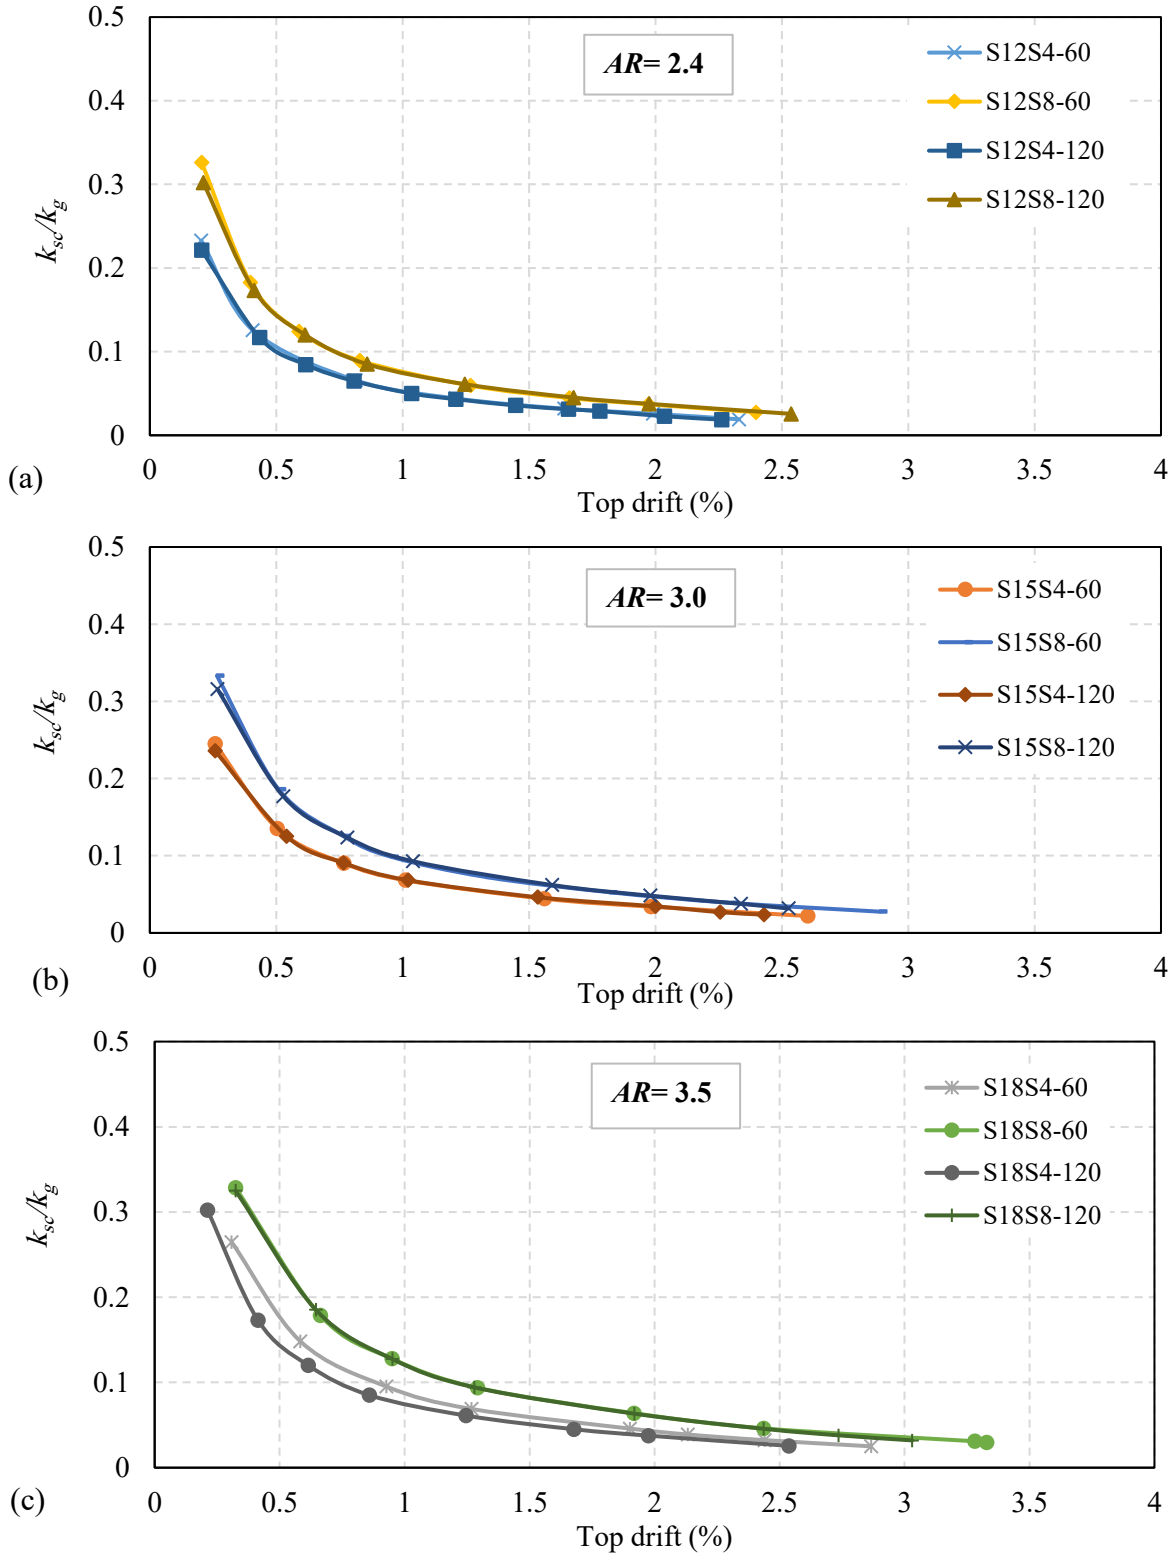 0.5
0.4
0.3
0.2
0.1
0
k_sc/k_g
AR= 2.4
S12S4-60
S12S8-60
S12S4-120
S12S8-120
0 0.5 1 1.5 2 2.5 3 3.5 4
(a)
Top drift (%)
0.5
0.4
0.3
0.2
0.1
0
k_sc/k_g
AR= 3.0
S15S4-60
S15S8-60
S15S4-120
S15S8-120
0 0.5 1 1.5 2 2.5 3 3.5 4
(b)
Top drift (%)
0.5
0.4
0.3
0.2
0.1
0
k_sc/k_g
AR= 3.5
S18S4-60
S18S8-60
S18S4-120
S18S8-120
0 0.5 1 1.5 2 2.5 3 3.5 4
(c)
Top drift (%)